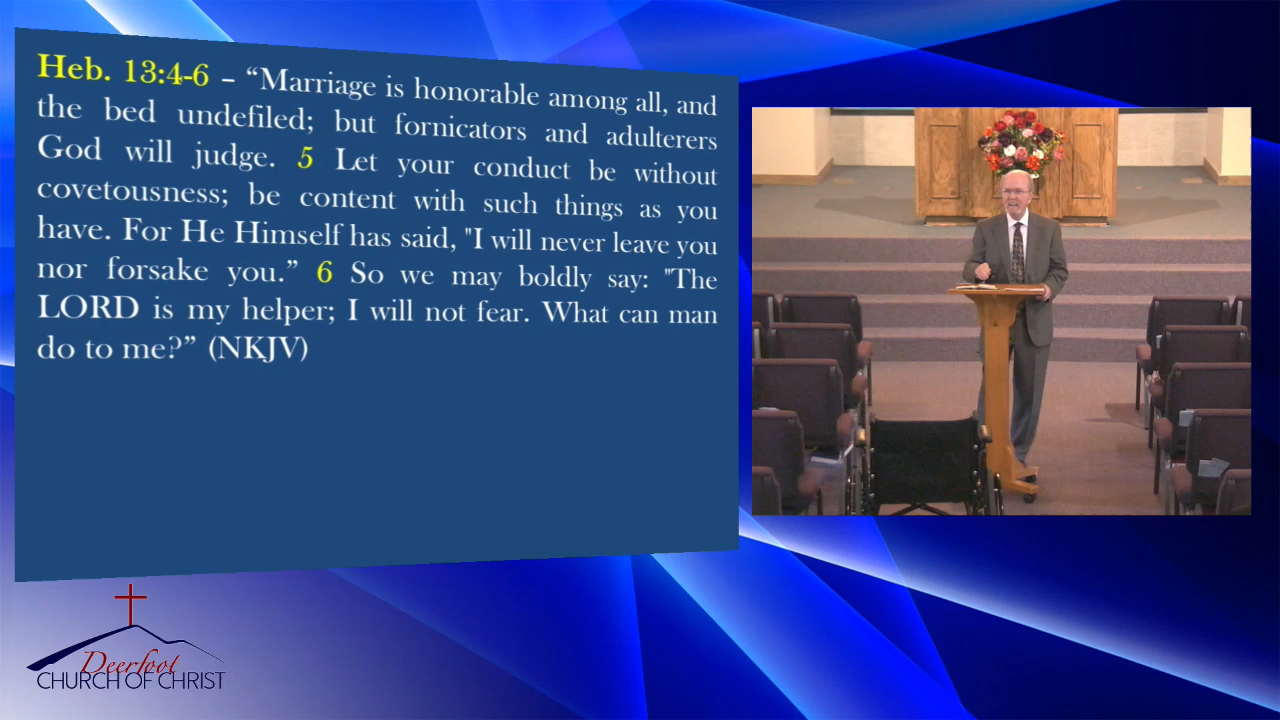 Heb. 13:4-6 – “Marriage is honorable among all, and
the bed undefiled; but fornicators and adulterers
God will judge. 5 Let your conduct be without
covetousness; be content with such things as you
have. For He Himself has said, "I will never leave you
nor forsake you.” 6 So we may boldly say: "The
LORD is my helper; I will not fear. What can man
do to me?” (NKJV)
Deerfoot
CHURCH OF CHRIST